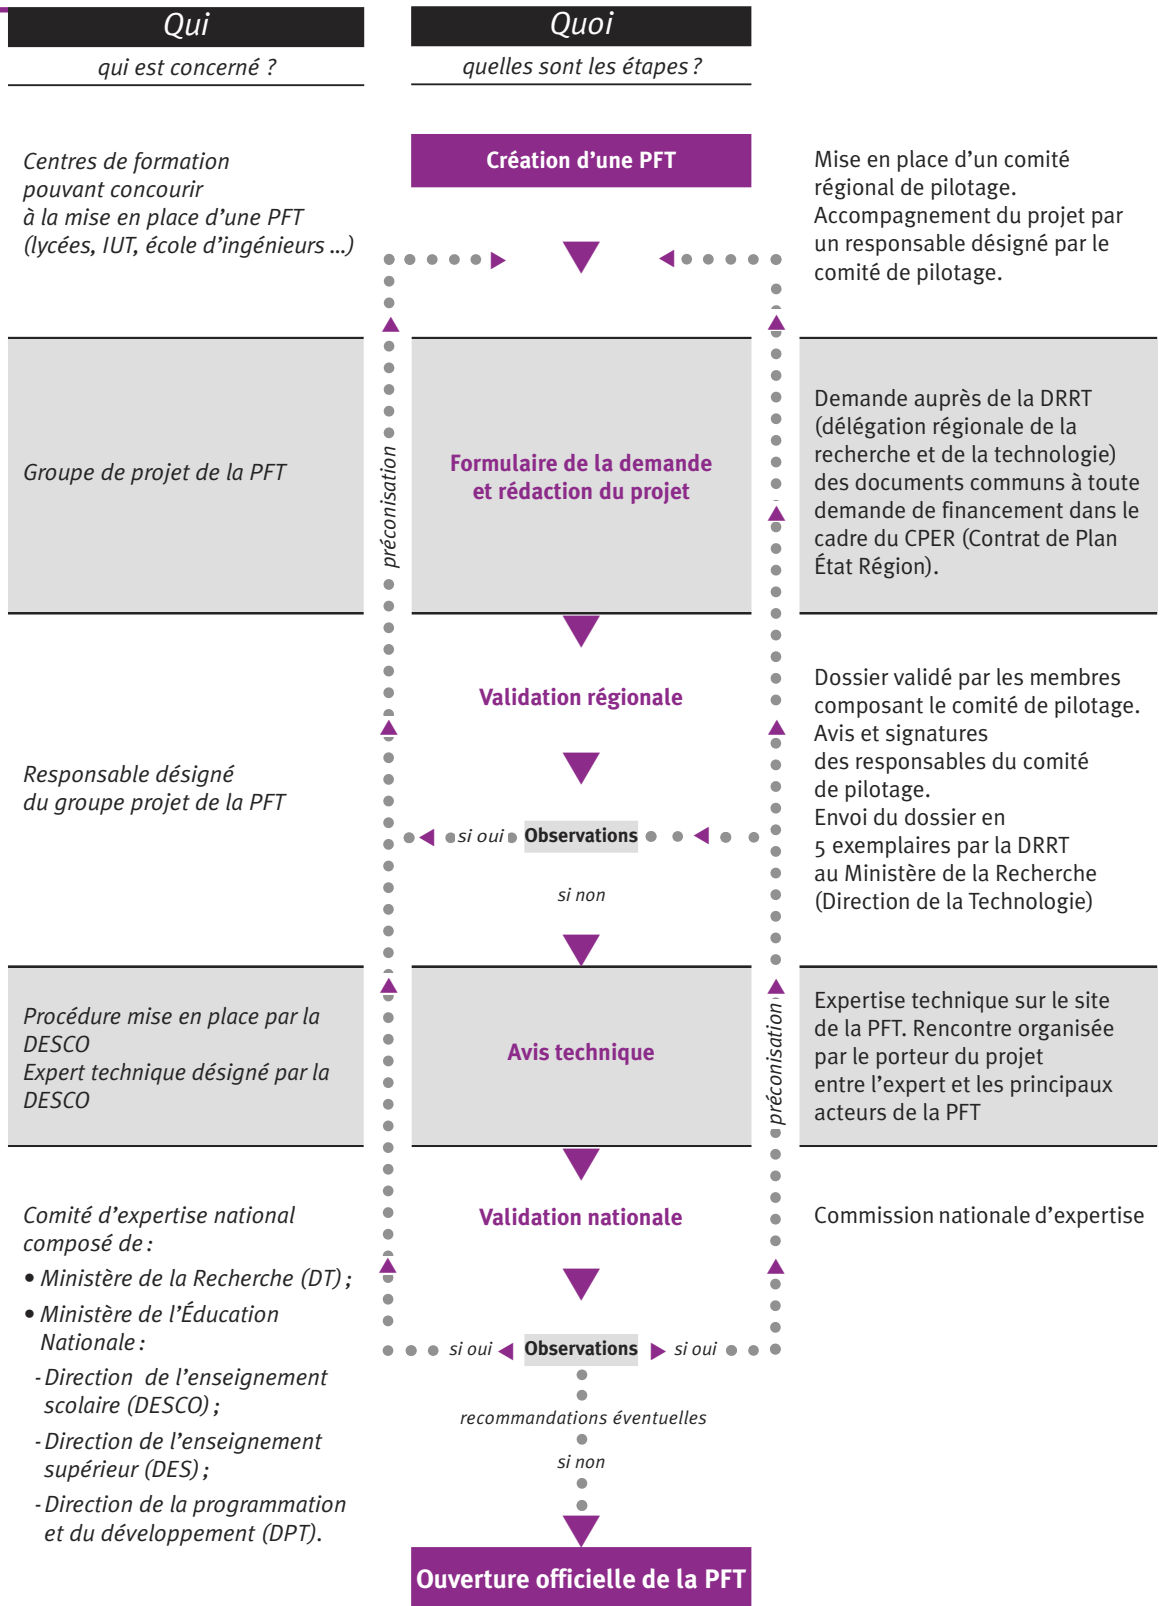 Qui
Quoi
qui est concerné ?
quelles sont les étapes ?
Centres de formation
pouvant concourir
à la mise en place d'une PFT
(lycées, IUT, école d'ingénieurs ...)
Création d'une PFT
Mise en place d'un comité
régional de pilotage.
Accompagnement du projet par
un responsable désigné par le
comité de pilotage.
Groupe de projet de la PFT
préconisation
Formulaire de la demande
et rédaction du projet
Demande auprès de la DRRT
(délégation régionale de la
recherche et de la technologie)
des documents communs à toute
demande de financement dans le
cadre du CPER (Contrat de Plan
État Région).
Responsable désigné
du groupe projet de la PFT
Validation régionale
si oui
Observations
si non
Dossier validé par les membres
composant le comité de pilotage.
Avis et signatures
des responsables du comité
de pilotage.
Envoi du dossier en
5 exemplaires par la DRRT
au Ministère de la Recherche
(Direction de la Technologie)
Procédure mise en place par la
DESCO
Expert technique désigné par la
DESCO
Avis technique
préconisation
Expertise technique sur le site
de la PFT. Rencontre organisée
par le porteur du projet
entre l'expert et les principaux
acteurs de la PFT
Comité d'expertise national
composé de :
• Ministère de la Recherche (DT) ;
• Ministère de l'Éducation
Nationale :
- Direction de l'enseignement
scolaire (DESCO) ;
- Direction de l'enseignement
supérieur (DES) ;
- Direction de la programmation
et du développement (DPT).
Validation nationale
si oui
Observations
si oui
recommandations éventuelles
si non
Commission nationale d'expertise
Ouverture officielle de la PFT